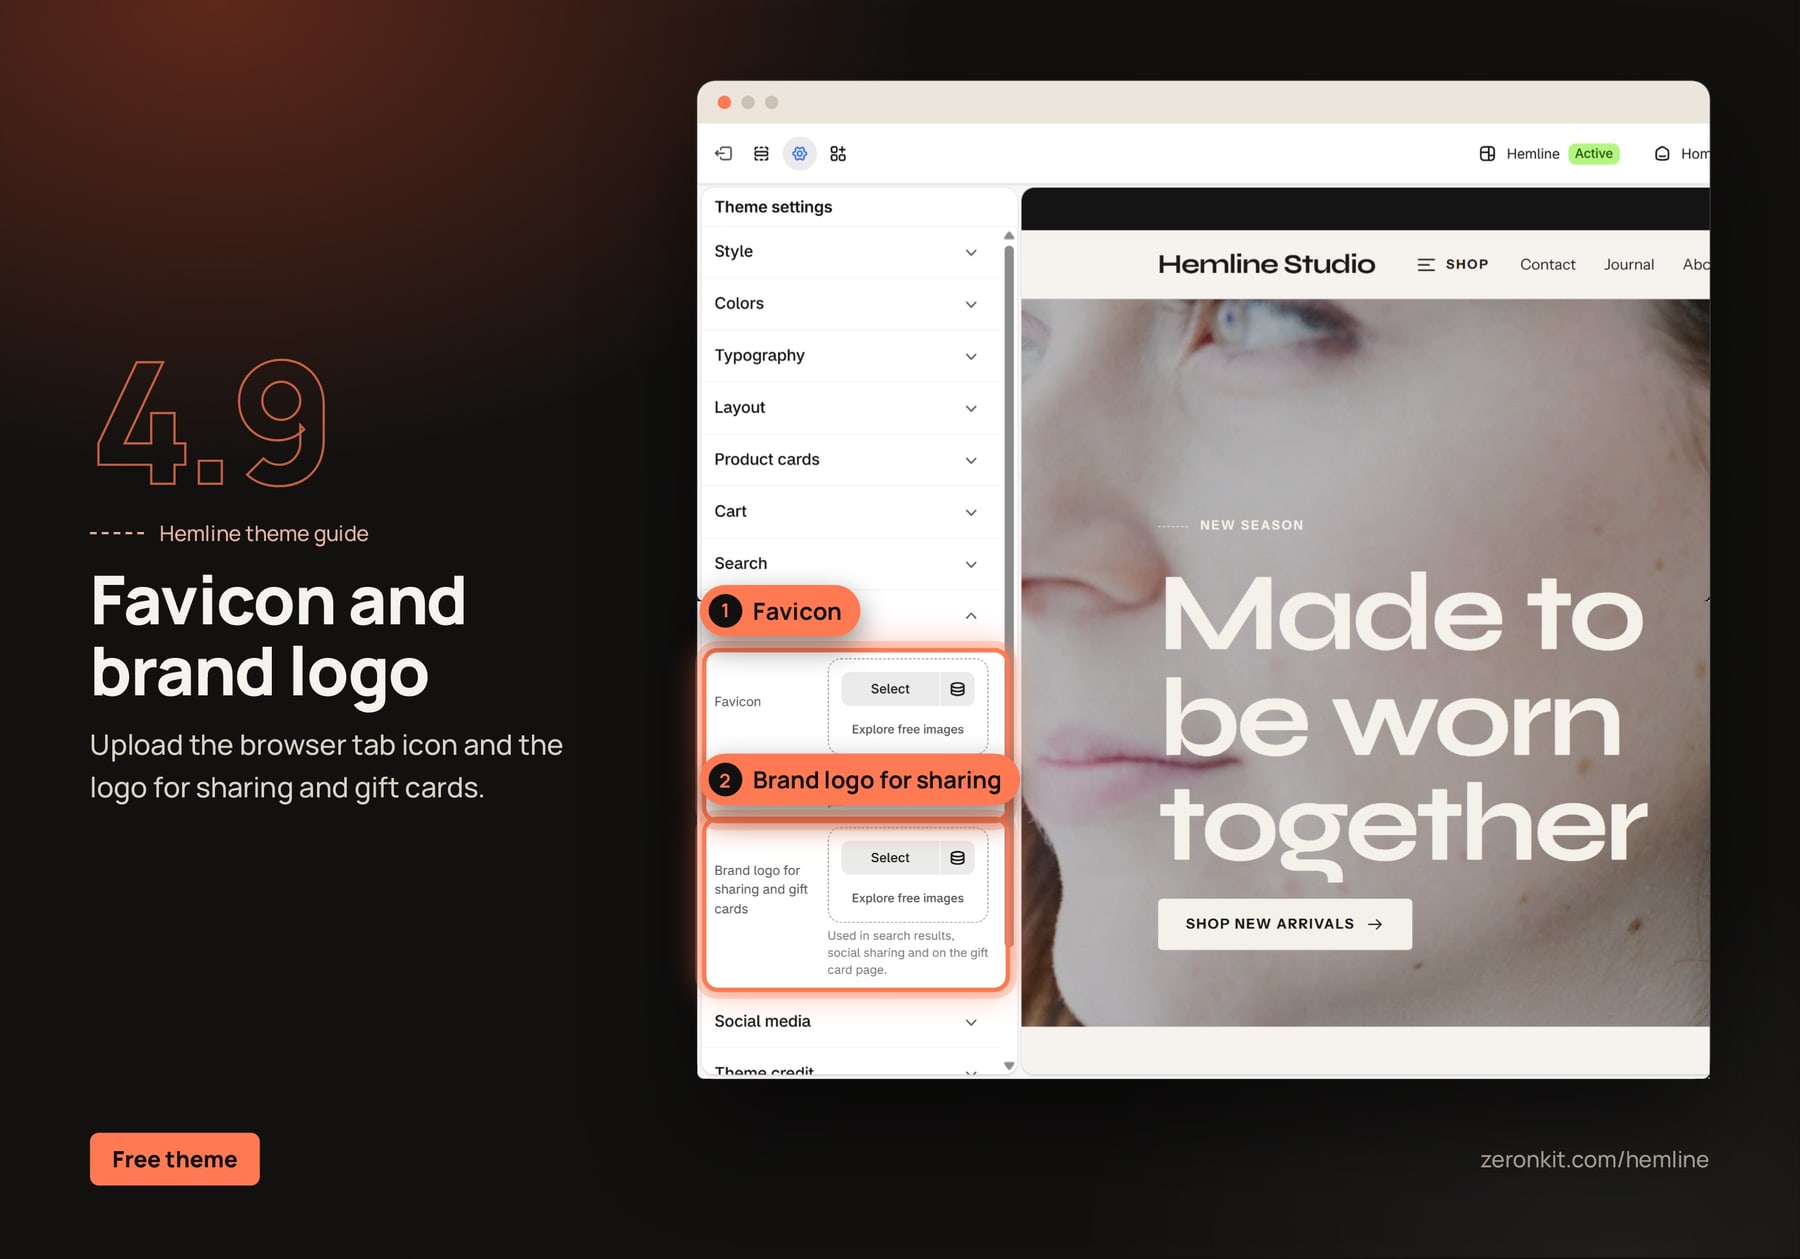 4.9
Hemline theme guide
Favicon and
brand logo
Upload the browser tab icon and the
logo for sharing and gift cards.
Free theme
Hemline
Active
Theme settings
Style
Colors
Typography
Layout
Product cards
Cart
Search
1 Favicon
Favicon
Select
Explore free images
2 Brand logo for sharing
Brand logo for
sharing and gift
cards
Select
Explore free images
Used in search results,
social sharing and on the gift
card page.
Social media
Theme credit
Hemline Studio
SHOP
Contact
Journal
NEW SEASON
Made to
be worn
together
SHOP NEW ARRIVALS
zeronkit.com/hemline